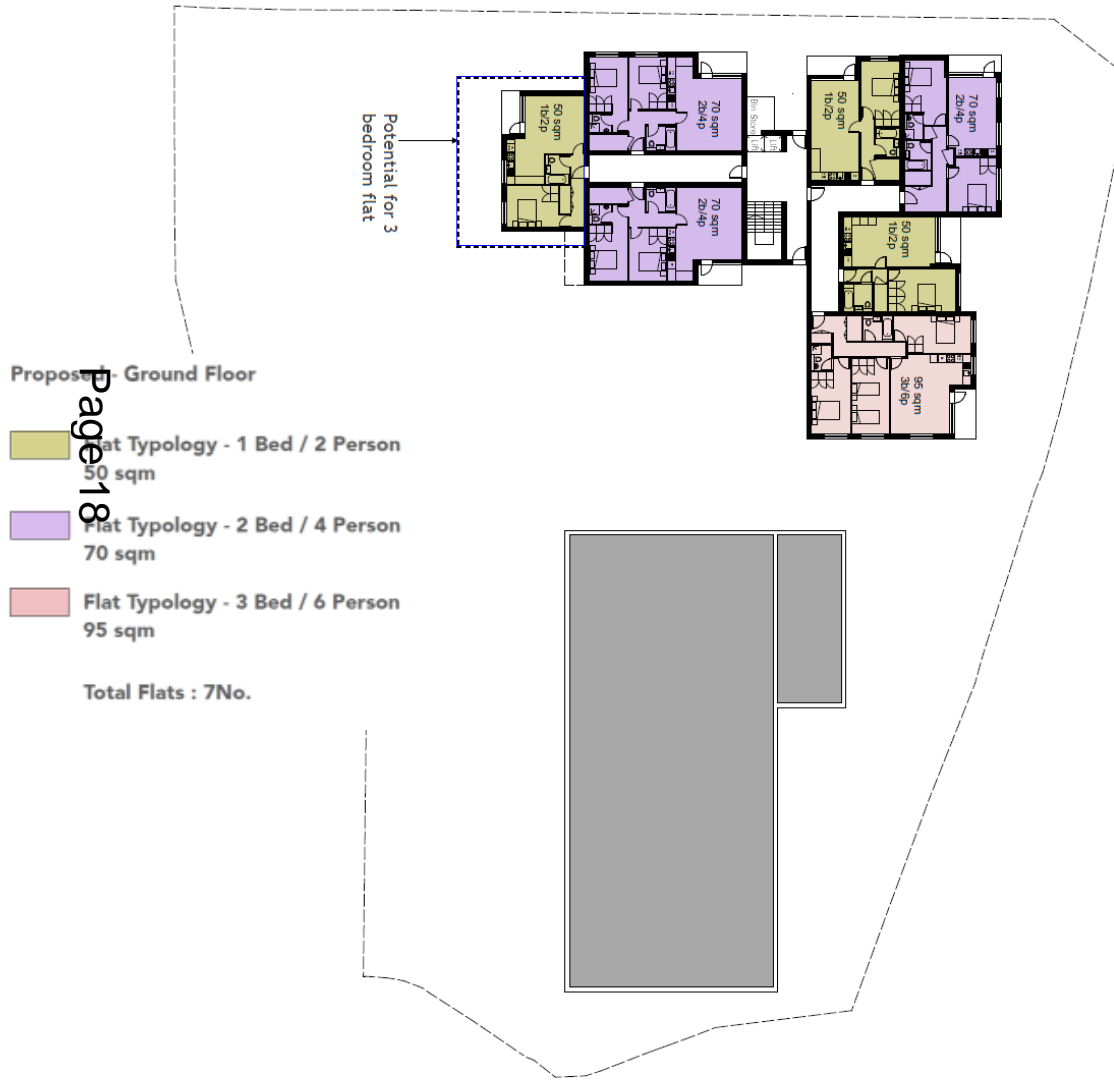 Potential for 3
bedroom flat
50 sqm
1b/2p
70 sqm
2b/4p
70 sqm
2b/4p
Bin Store
Lift
Lift
50 sqm
1b/2p
70 sqm
2b/4p
50 sqm
1b/2p
95 sqm
3b/6p
Proposed - Ground Floor
Page 18
Flat Typology - 1 Bed / 2 Person
50 sqm
Flat Typology - 2 Bed / 4 Person
70 sqm
Flat Typology - 3 Bed / 6 Person
95 sqm
Total Flats : 7No.